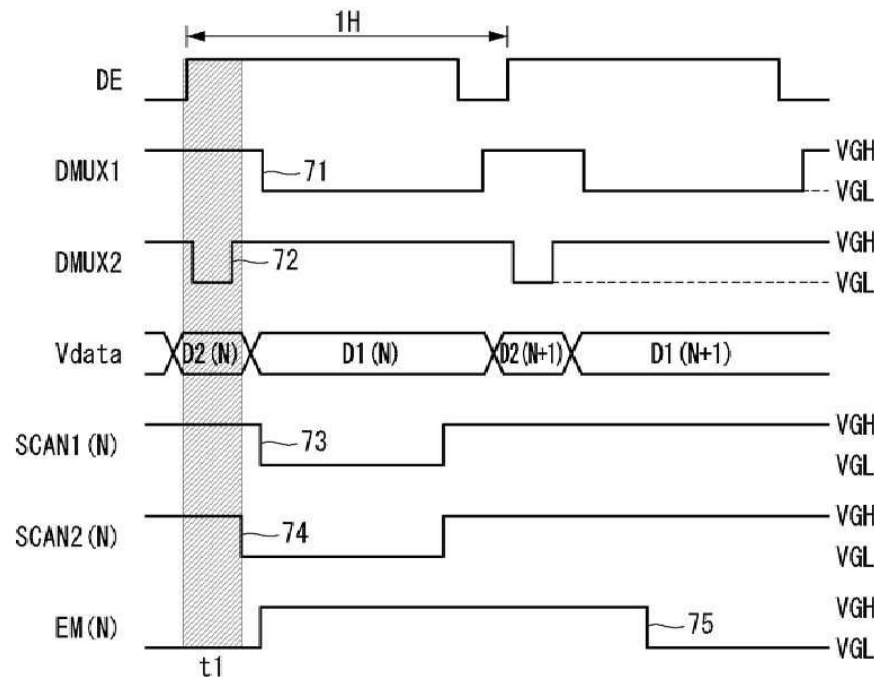 1H
DE
DMUX1
71
VGH
VGL
DMUX2
72
VGH
VGL
Vdata
D2(N)
D1(N)
D2(N+1)
D1(N+1)
SCAN1(N)
73
VGH
VGL
SCAN2(N)
74
VGH
VGL
EM(N)
75
VGH
VGL
t1